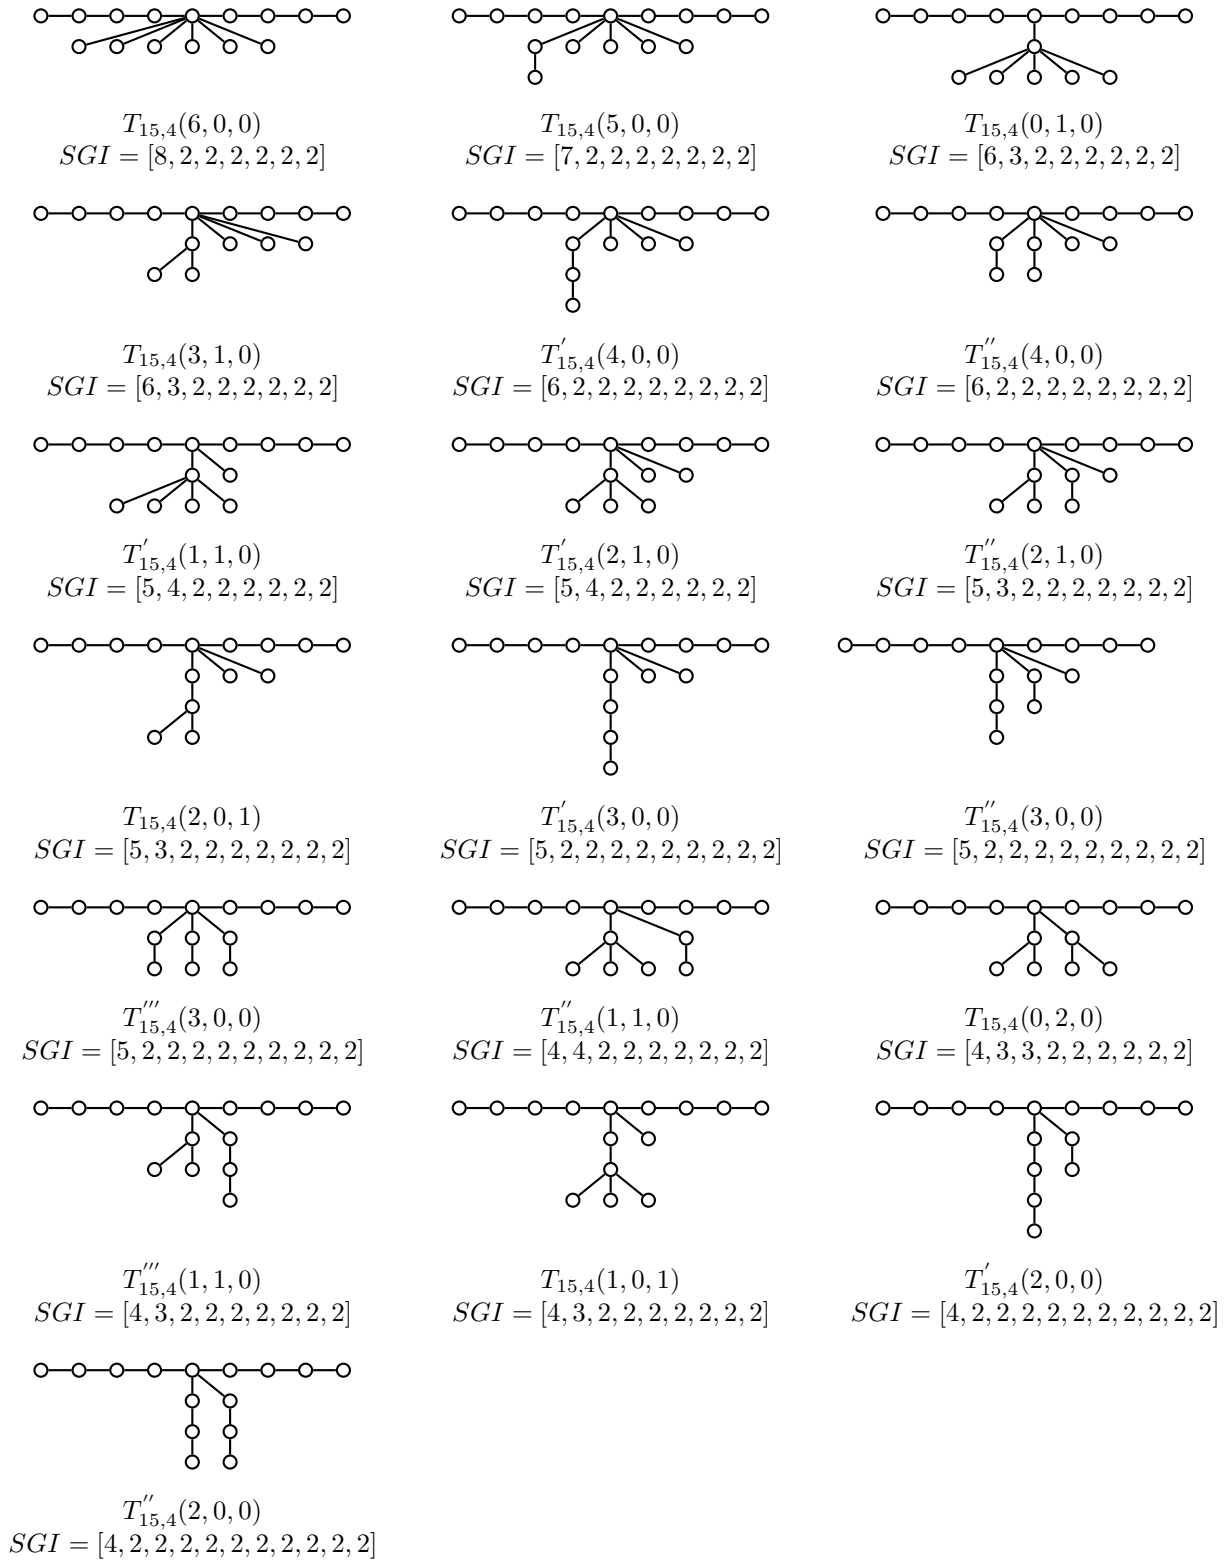 T_{15,4}(6, 0, 0) T_{15,4}(5, 0, 0) T_{15,4}(0, 1, 0)
SGI = [8, 2, 2, 2, 2, 2, 2] SGI = [7, 2, 2, 2, 2, 2, 2, 2] SGI = [6, 3, 2, 2, 2, 2, 2, 2]
T_{15,4}(3, 1, 0) T^{'}_{15,4}(4, 0, 0) T^{''}_{15,4}(4, 0, 0)
SGI = [6, 3, 2, 2, 2, 2, 2, 2] SGI = [6, 2, 2, 2, 2, 2, 2, 2, 2] SGI = [6, 2, 2, 2, 2, 2, 2, 2, 2]
T^{'}_{15,4}(1, 1, 0) T^{'}_{15,4}(2, 1, 0) T^{''}_{15,4}(2, 1, 0)
SGI = [5, 4, 2, 2, 2, 2, 2, 2] SGI = [5, 4, 2, 2, 2, 2, 2, 2] SGI = [5, 3, 2, 2, 2, 2, 2, 2, 2]
T_{15,4}(2, 0, 1) T^{'}_{15,4}(3, 0, 0) T^{''}_{15,4}(3, 0, 0)
SGI = [5, 3, 2, 2, 2, 2, 2, 2, 2] SGI = [5, 2, 2, 2, 2, 2, 2, 2, 2, 2] SGI = [5, 2, 2, 2, 2, 2, 2, 2, 2, 2]
T^{'''}_{15,4}(3, 0, 0) T^{''}_{15,4}(1, 1, 0) T_{15,4}(0, 2, 0)
SGI = [5, 2, 2, 2, 2, 2, 2, 2, 2, 2] SGI = [4, 4, 2, 2, 2, 2, 2, 2, 2] SGI = [4, 3, 3, 2, 2, 2, 2, 2, 2]
T^{'''}_{15,4}(1, 1, 0) T_{15,4}(1, 0, 1) T^{'}_{15,4}(2, 0, 0)
SGI = [4, 3, 2, 2, 2, 2, 2, 2, 2] SGI = [4, 3, 2, 2, 2, 2, 2, 2, 2] SGI = [4, 2, 2, 2, 2, 2, 2, 2, 2, 2, 2]
T^{''}_{15,4}(2, 0, 0)
SGI = [4, 2, 2, 2, 2, 2, 2, 2, 2, 2, 2]